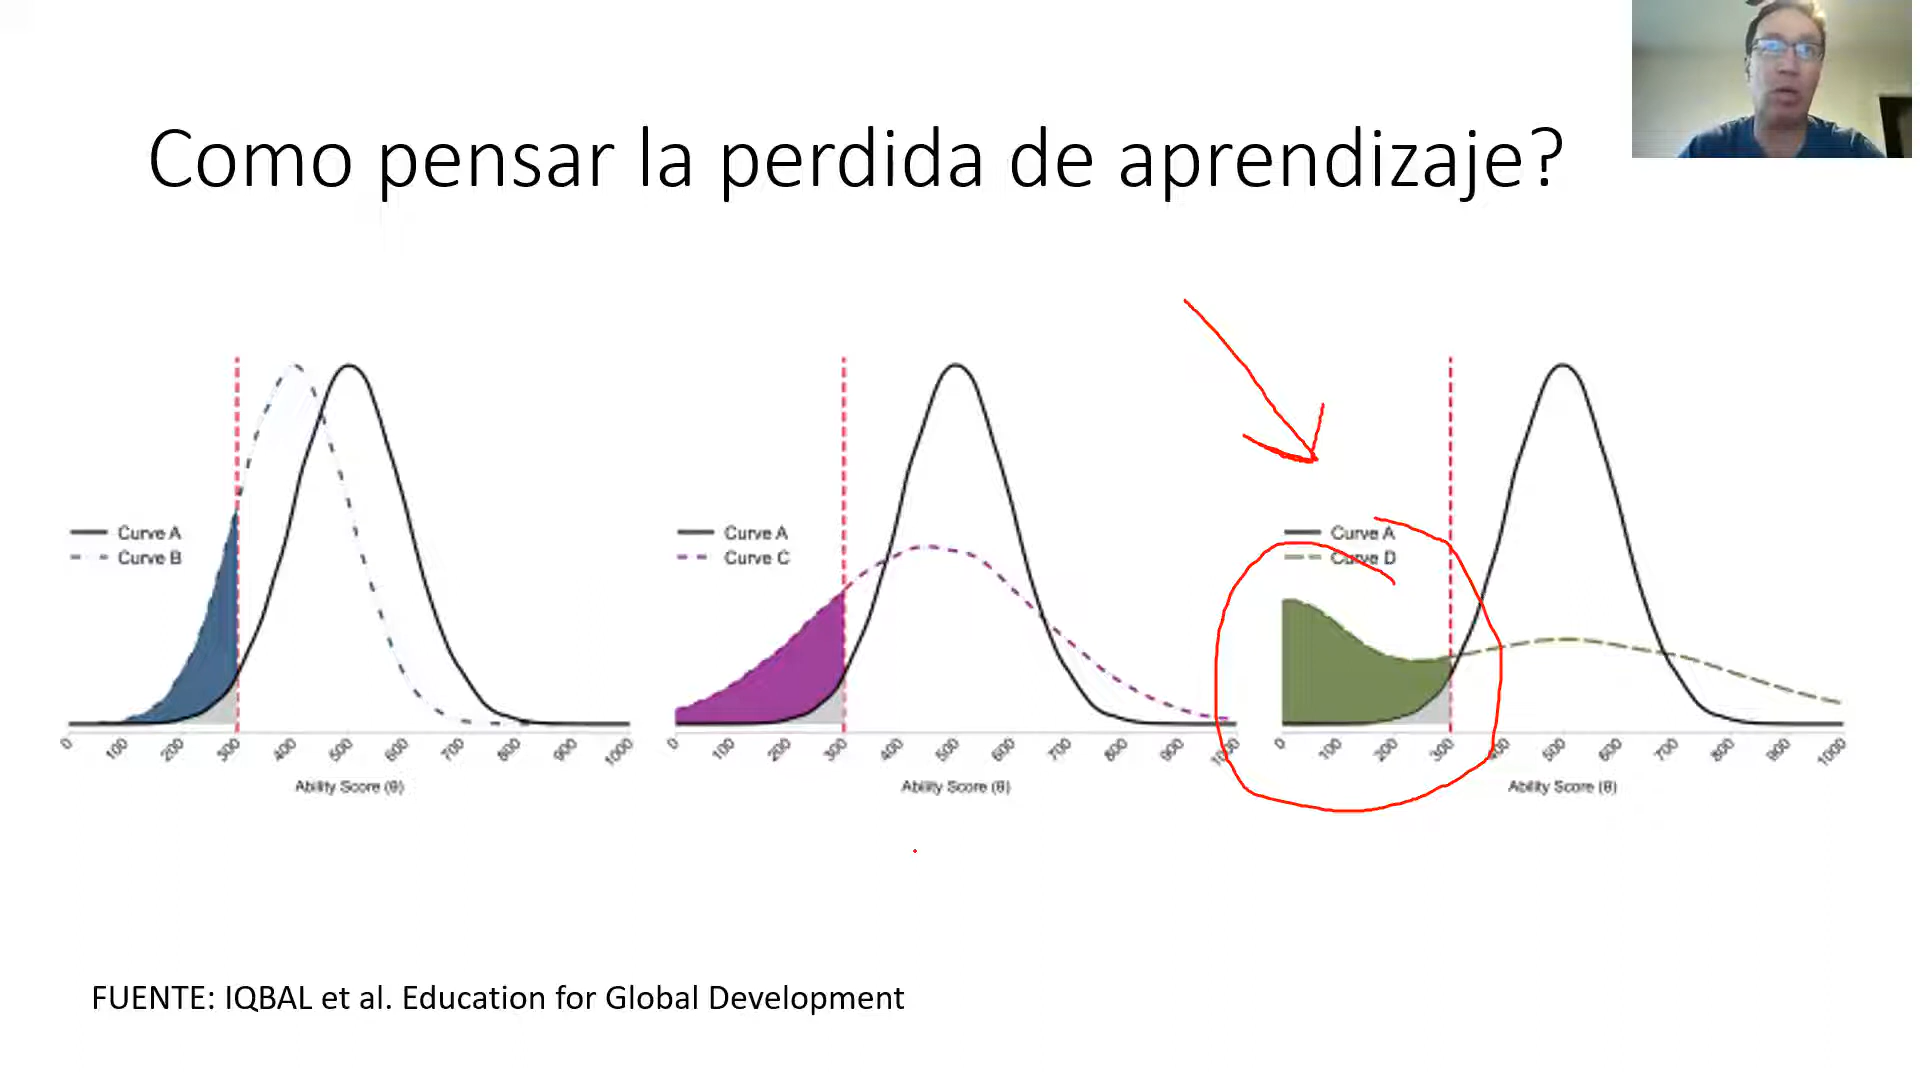 Como pensar la perdida de aprendizaje?
Curve A
Curve B
0 100 200 300 400 500 600 700 800 900 1000
Ability Score (θ)
Curve A
Curve C
0 100 200 300 400 500 600 700 800 900
Ability Score (θ)
Curve A
Curve D
0 100 200 300 400 500 600 700 800 900 1000
Ability Score (θ)
FUENTE: IQBAL et al. Education for Global Development